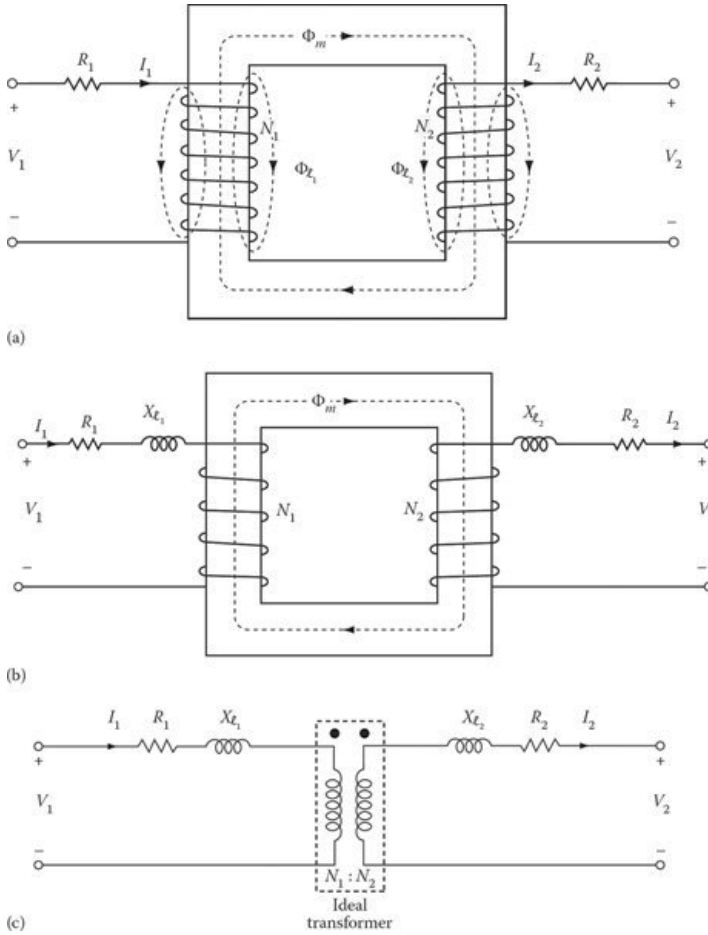 Φm
R1 I1 I2 R2
+ +
N1 N2
V1 Φℓ1 Φℓ2 V2
− −
(a)
Xℓ1 Φm Xℓ2
I1 R1 R2 I2
+ +
V1 N1 N2 V
− −
(b)
I1 R1 Xℓ1 Xℓ2 R2 I2
+ +
V1 V2
− −
N1 : N2
(c) Ideal
transformer